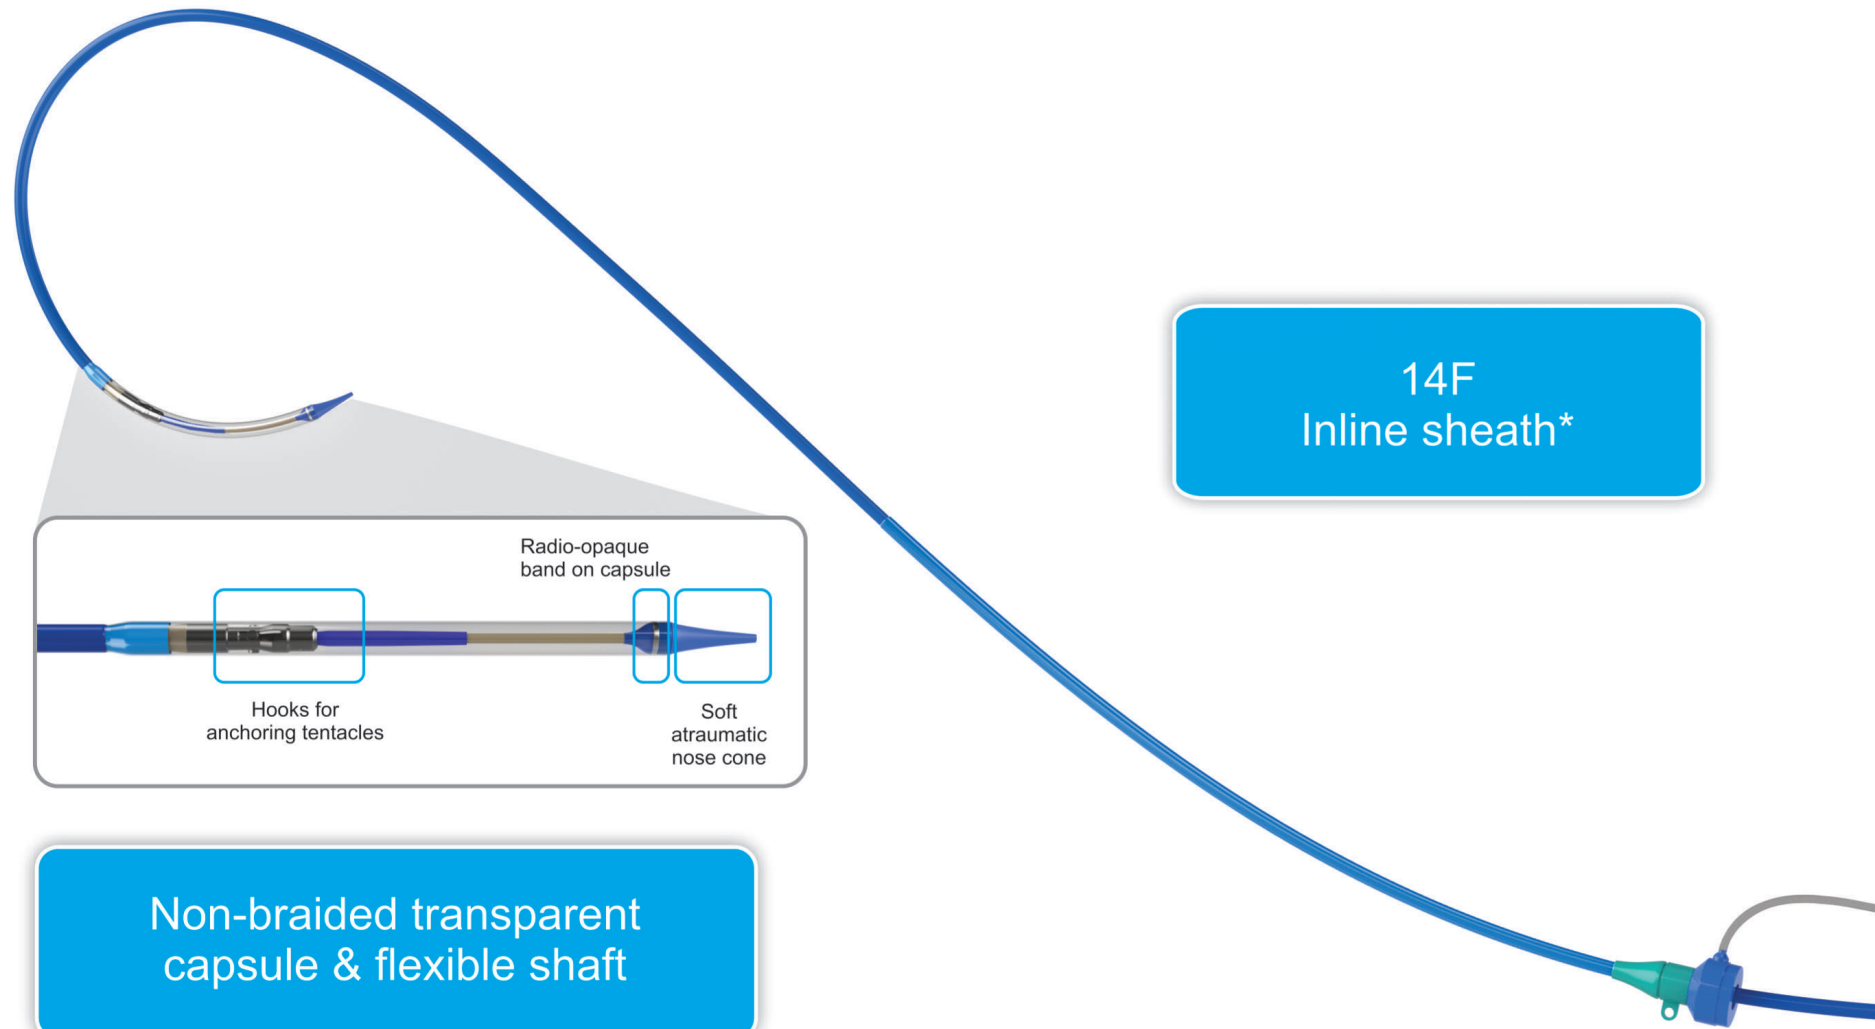 14F
Inline sheath*
Radio-opaque
band on capsule
Hooks for
anchoring tentacles
Soft
atraumatic
nose cone
Non-braided transparent
capsule & flexible shaft